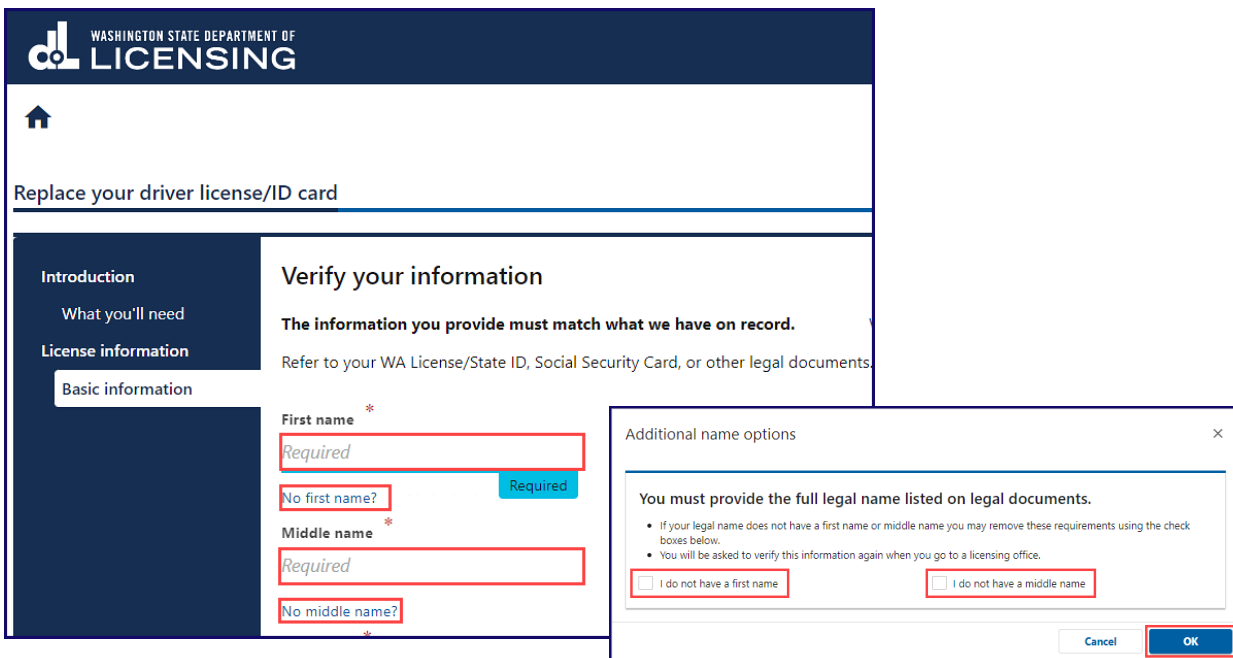 WASHINGTON STATE DEPARTMENT OF
LICENSING
Replace your driver license/ID card
Introduction
What you'll need
License information
Basic information
Verify your information
The information you provide must match what we have on record.
Refer to your WA License/State ID, Social Security Card, or other legal documents.
First name *
Required
Required
No first name?
Middle name *
Required
No middle name?
*
Additional name options
You must provide the full legal name listed on legal documents.
• If your legal name does not have a first name or middle name you may remove these requirements using the check
boxes below.
• You will be asked to verify this information again when you go to a licensing office.
I do not have a first name
I do not have a middle name
Cancel
OK